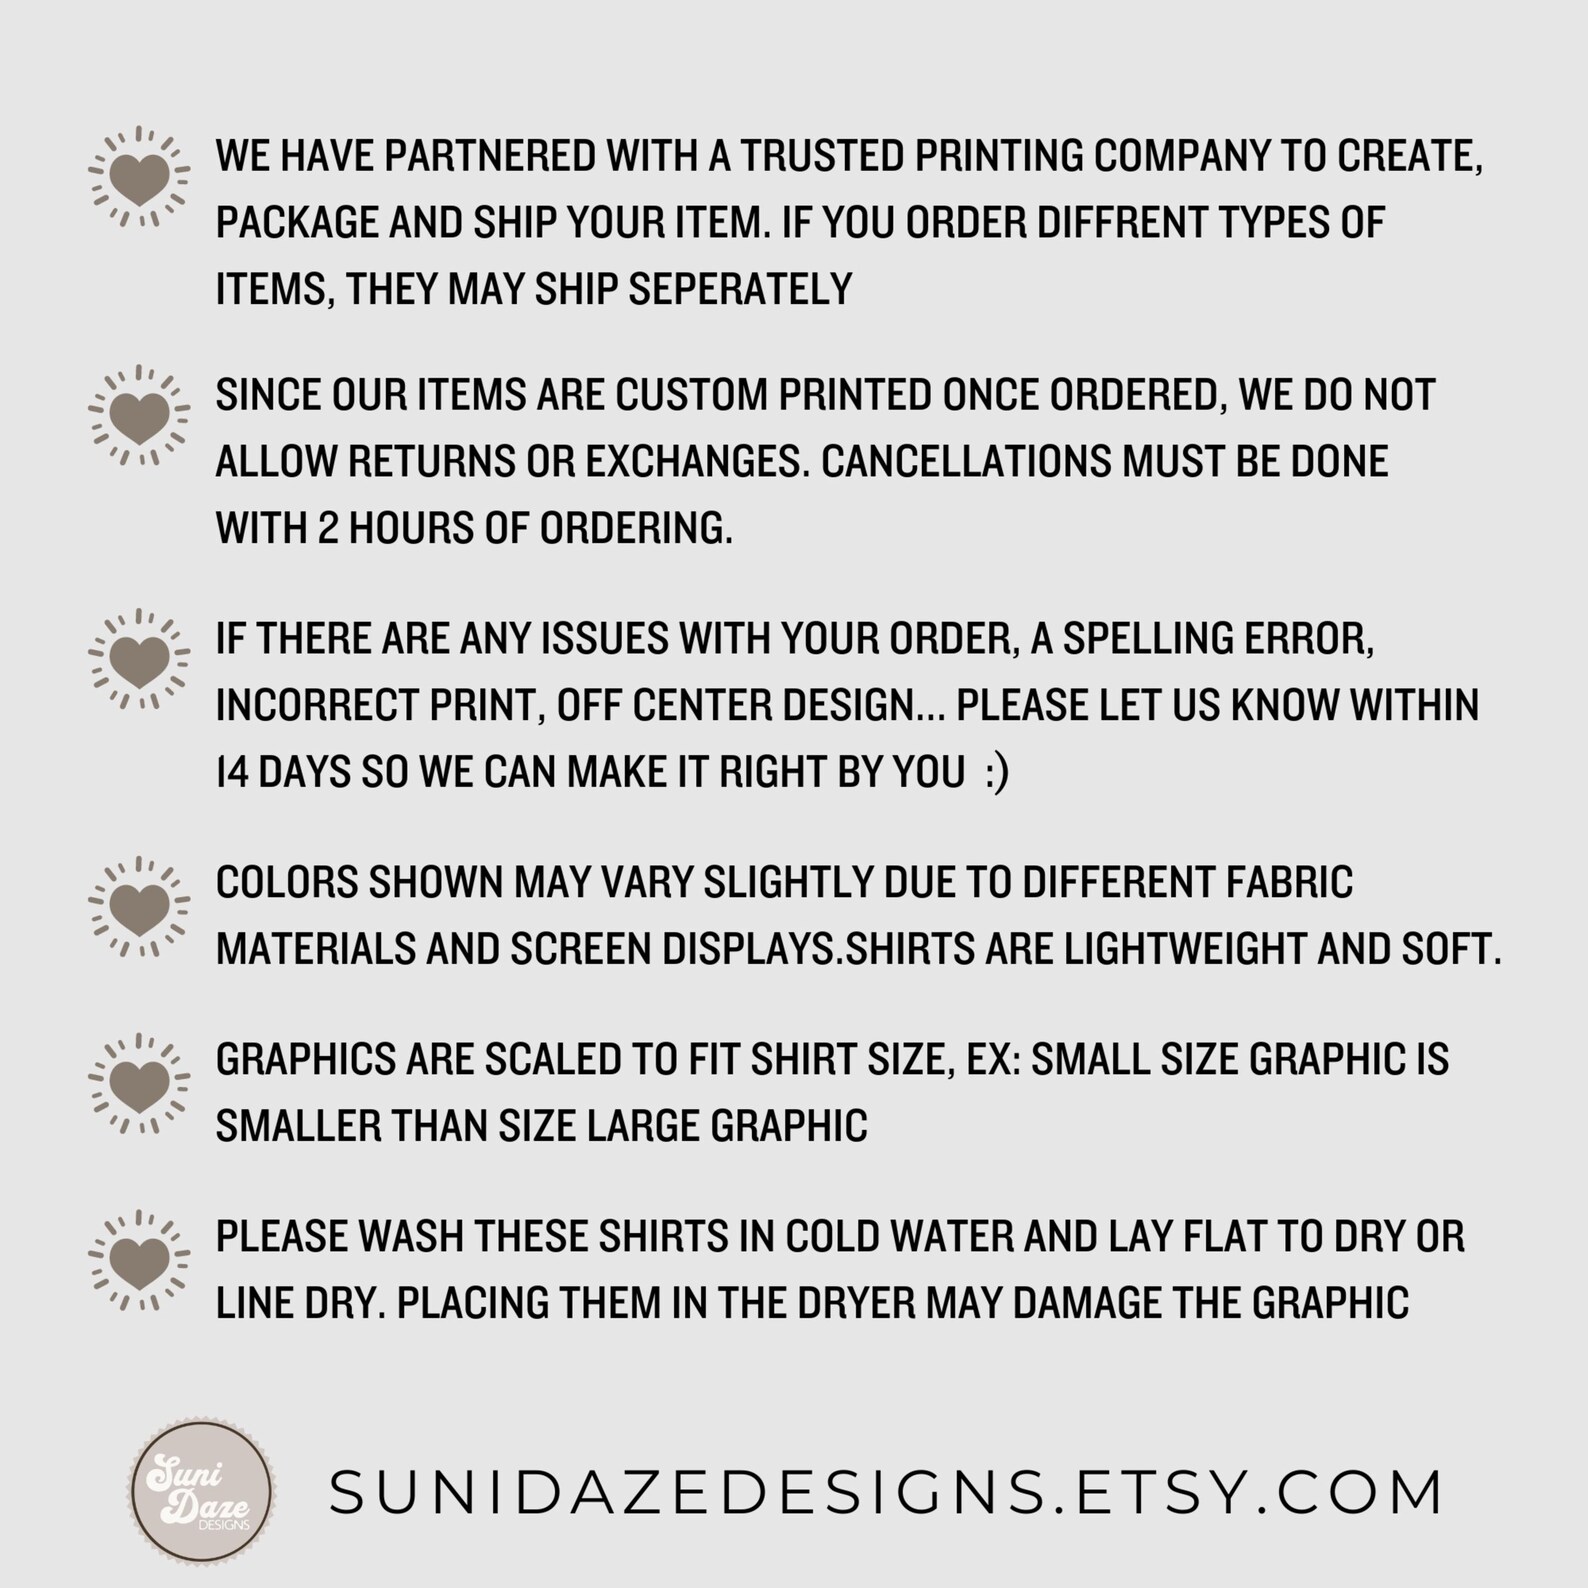 WE HAVE PARTNERED WITH A TRUSTED PRINTING COMPANY TO CREATE,
PACKAGE AND SHIP YOUR ITEM. IF YOU ORDER DIFFRENT TYPES OF
ITEMS, THEY MAY SHIP SEPERATELY
SINCE OUR ITEMS ARE CUSTOM PRINTED ONCE ORDERED, WE DO NOT
ALLOW RETURNS OR EXCHANGES. CANCELLATIONS MUST BE DONE
WITH 2 HOURS OF ORDERING.
IF THERE ARE ANY ISSUES WITH YOUR ORDER, A SPELLING ERROR,
INCORRECT PRINT, OFF CENTER DESIGN... PLEASE LET US KNOW WITHIN
14 DAYS SO WE CAN MAKE IT RIGHT BY YOU :)
COLORS SHOWN MAY VARY SLIGHTLY DUE TO DIFFERENT FABRIC
MATERIALS AND SCREEN DISPLAYS.SHIRTS ARE LIGHTWEIGHT AND SOFT.
GRAPHICS ARE SCALED TO FIT SHIRT SIZE, EX: SMALL SIZE GRAPHIC IS
SMALLER THAN SIZE LARGE GRAPHIC
PLEASE WASH THESE SHIRTS IN COLD WATER AND LAY FLAT TO DRY OR
LINE DRY. PLACING THEM IN THE DRYER MAY DAMAGE THE GRAPHIC
Suni
Daze
DESIGNS
SUNIDAZEDESIGNS.ETSY.COM